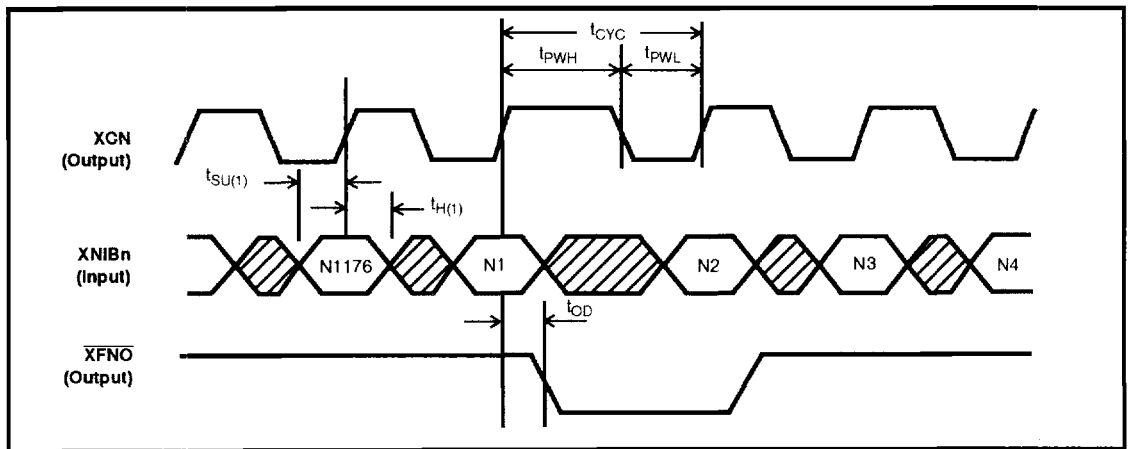 tCYC
tPWH
tPWL
XCN
(Output)
tSU(1)
tH(1)
XNIBn
(Input)
N1176
N1
N2
N3
N4
tOD
XFNO
(Output)